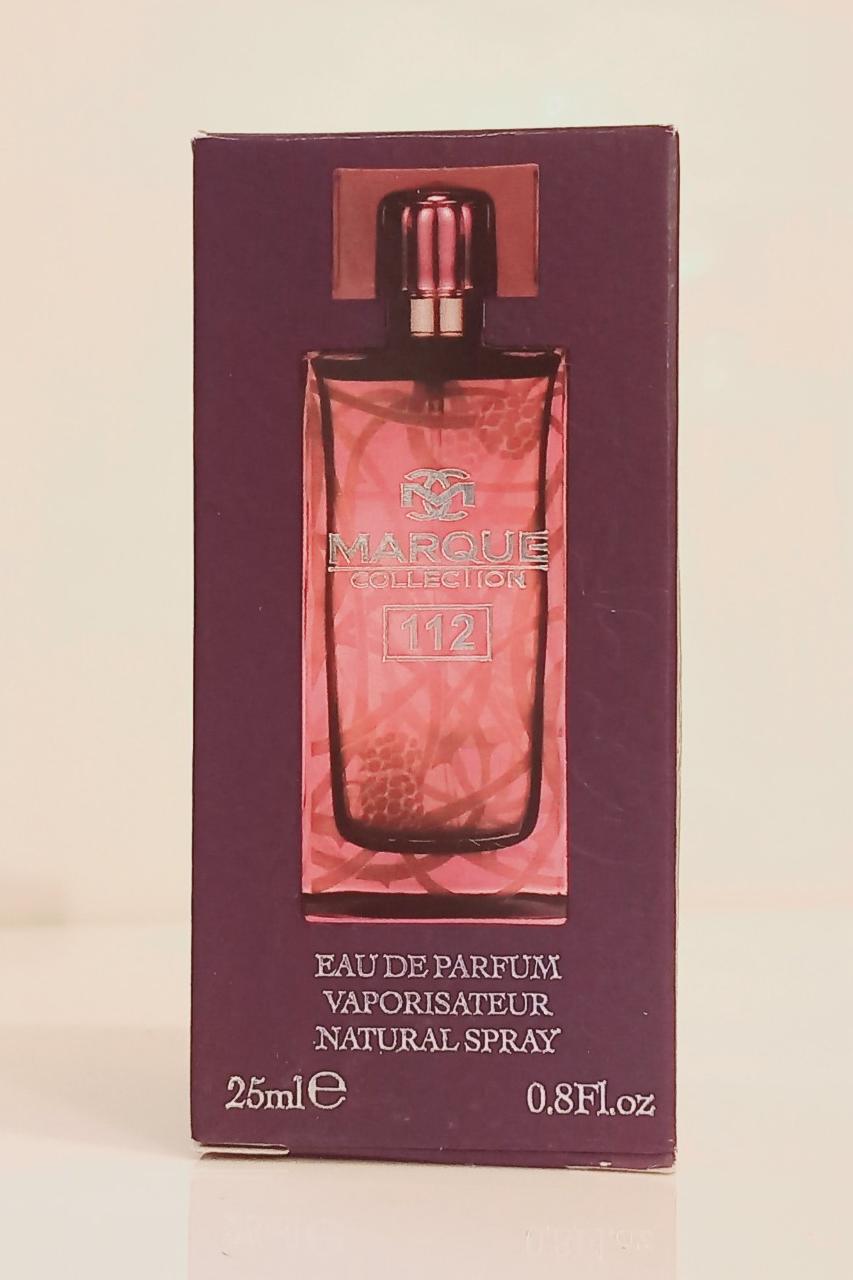 MARQUE
COLLECTION
112
EAU DE PARFUM
VAPORISATEUR
NATURAL SPRAY
25ml℮ 0.8Fl.oz